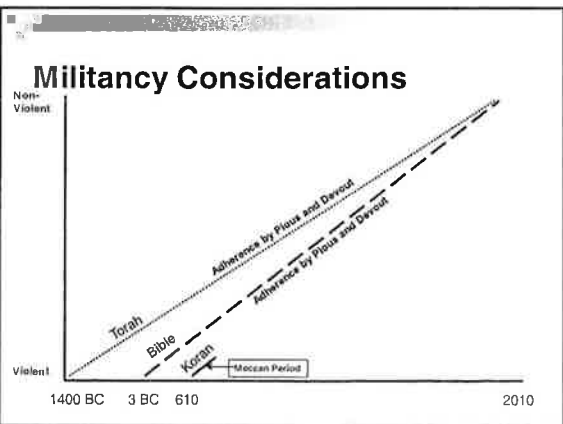 Militancy Considerations
Non-
Violent
Adherence by Pious and Devout
Adherence by Pious and Devout
Torah
Bible
Koran
Meccan Period
Violent
1400 BC 3 BC 610 2010